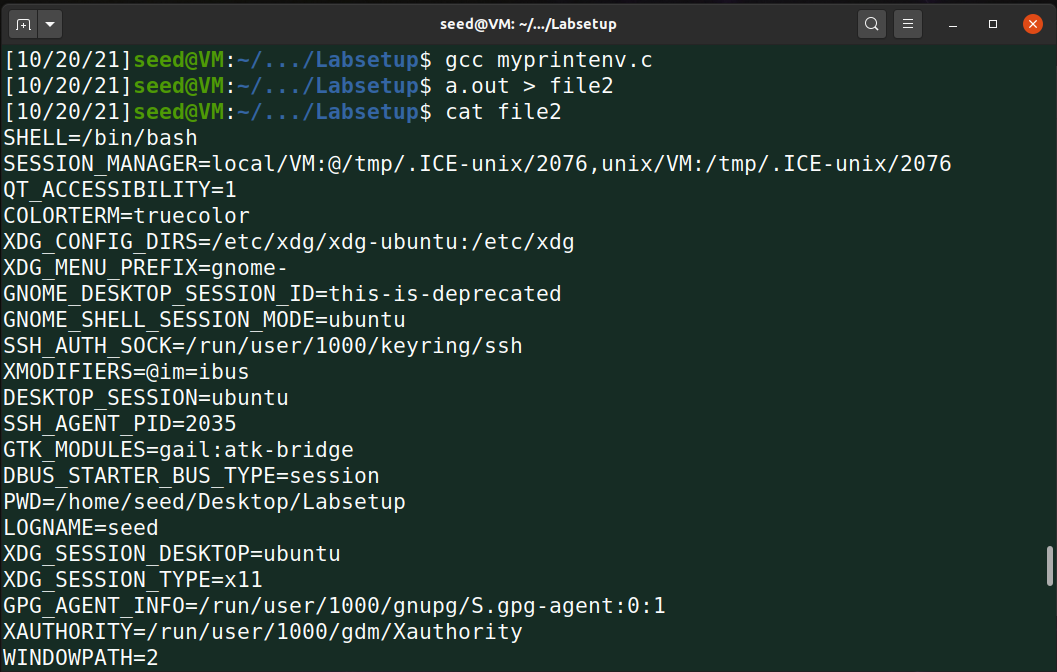 seed@VM: ~/.../Labsetup
[10/20/21]seed@VM:~/.../Labsetup$ gcc myprintenv.c
[10/20/21]seed@VM:~/.../Labsetup$ a.out > file2
[10/20/21]seed@VM:~/.../Labsetup$ cat file2
SHELL=/bin/bash
SESSION_MANAGER=local/VM:@/tmp/.ICE-unix/2076,unix/VM:/tmp/.ICE-unix/2076
QT_ACCESSIBILITY=1
COLORTERM=truecolor
XDG_CONFIG_DIRS=/etc/xdg/xdg-ubuntu:/etc/xdg
XDG_MENU_PREFIX=gnome-
GNOME_DESKTOP_SESSION_ID=this-is-deprecated
GNOME_SHELL_SESSION_MODE=ubuntu
SSH_AUTH_SOCK=/run/user/1000/keyring/ssh
XMODIFIERS=@im=ibus
DESKTOP_SESSION=ubuntu
SSH_AGENT_PID=2035
GTK_MODULES=gail:atk-bridge
DBUS_STARTER_BUS_TYPE=session
PWD=/home/seed/Desktop/Labsetup
LOGNAME=seed
XDG_SESSION_DESKTOP=ubuntu
XDG_SESSION_TYPE=x11
GPG_AGENT_INFO=/run/user/1000/gnupg/S.gpg-agent:0:1
XAUTHORITY=/run/user/1000/gdm/Xauthority
WINDOWPATH=2